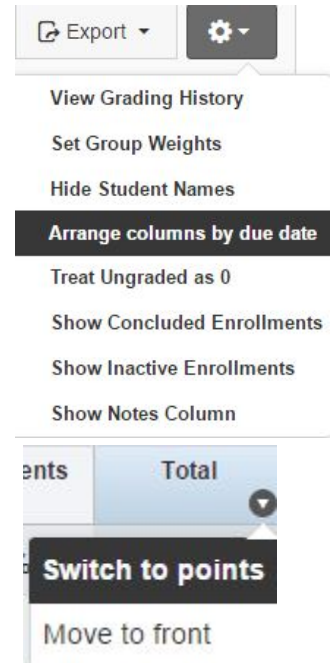 Export
View Grading History
Set Group Weights
Hide Student Names
Arrange columns by due date
Treat Ungraded as 0
Show Concluded Enrollments
Show Inactive Enrollments
Show Notes Column
ents Total
Switch to points
Move to front